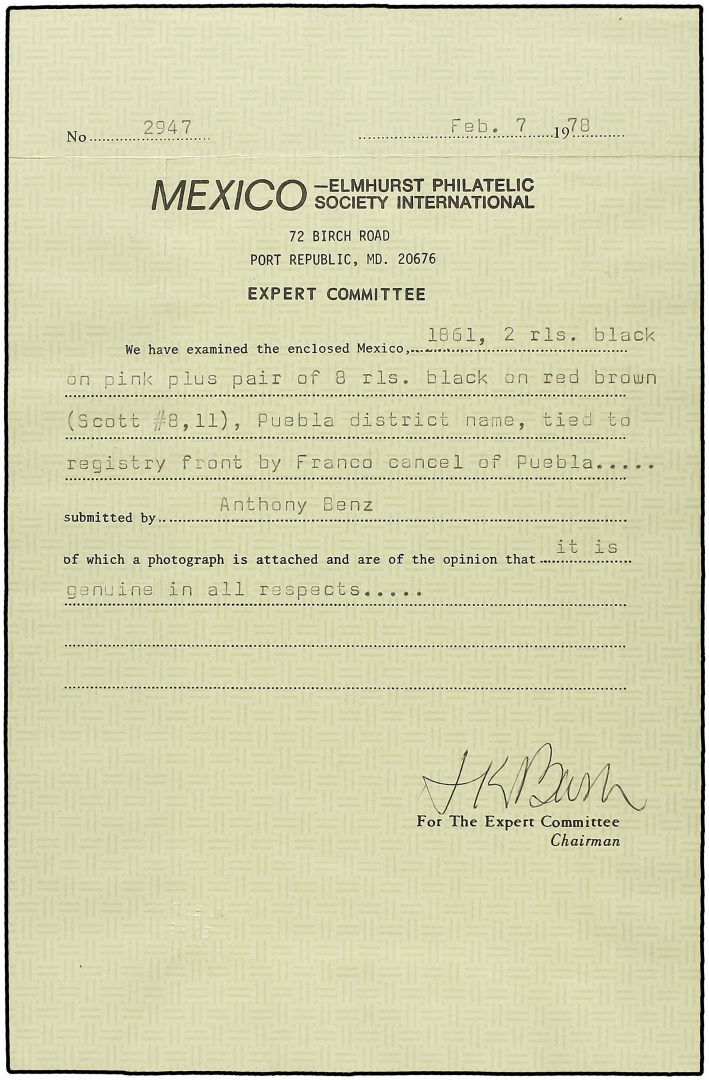 No 2947 Feb. 7 1978
MEXICO –ELMHURST PHILATELIC
SOCIETY INTERNATIONAL
72 BIRCH ROAD
PORT REPUBLIC, MD. 20676
EXPERT COMMITTEE
We have examined the enclosed Mexico, 1861, 2 rls. black
on pink plus pair of 8 rls. black on red brown
(Scott #8,11), Puebla district name, tied to
registry front by Franco cancel of Puebla.....
submitted by Anthony Benz
of which a photograph is attached and are of the opinion that it is
genuine in all respects.....
For The Expert Committee
Chairman